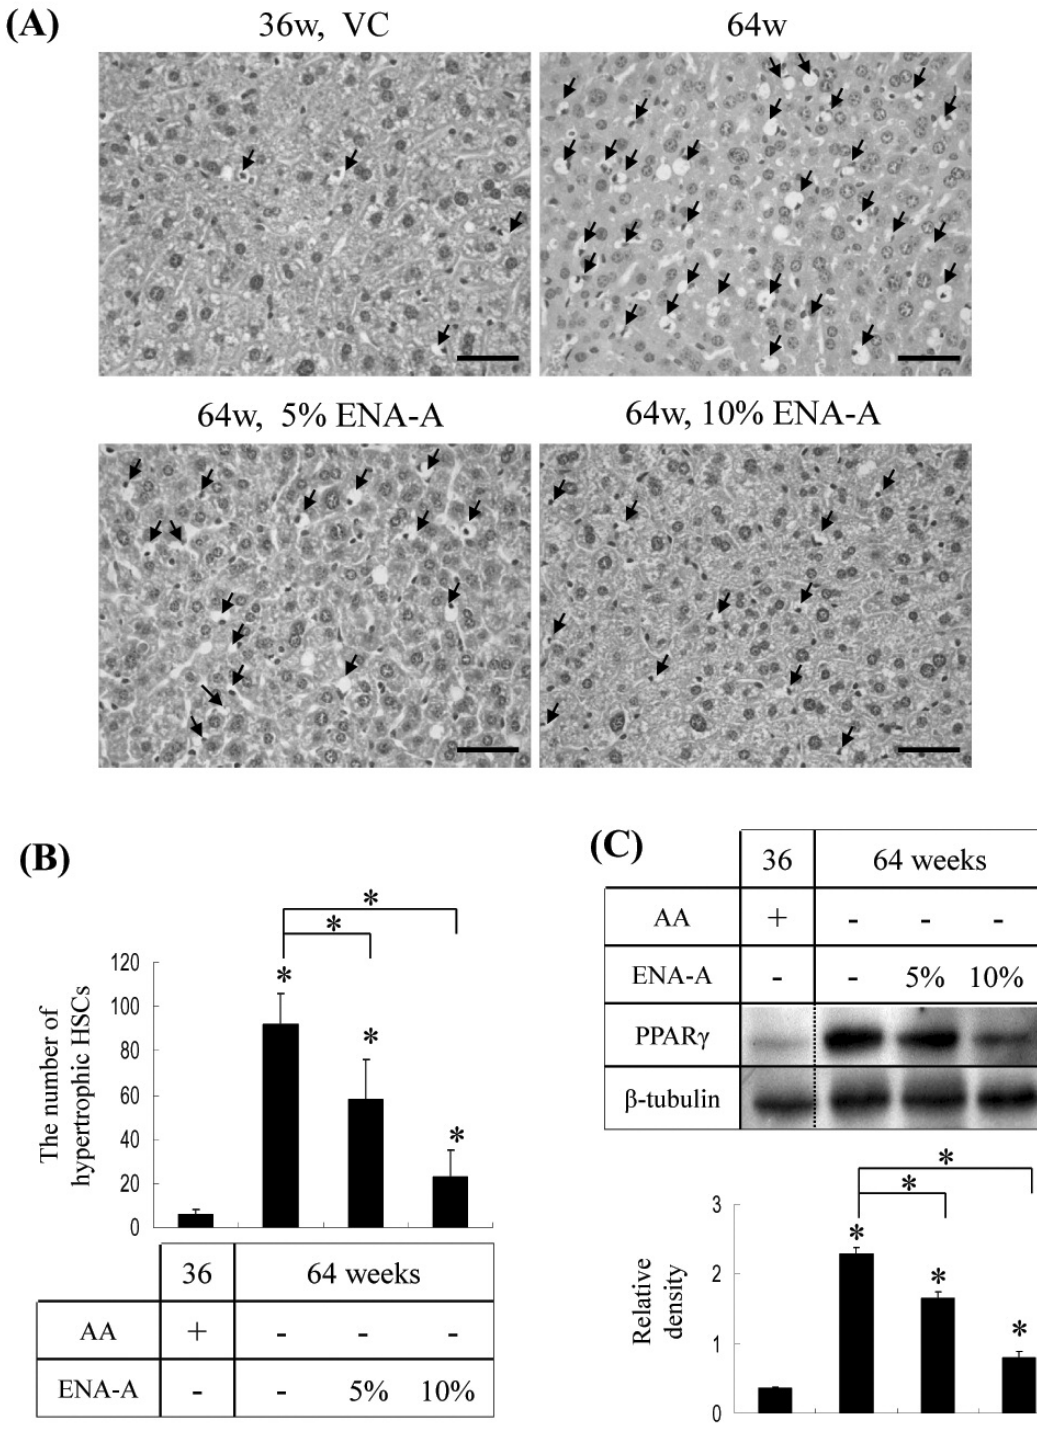 (A)
36w, VC
64w
64w, 5% ENA-A
64w, 10% ENA-A
(B)
*
*
*
*
*
The number of
hypertrophic HSCs
120
100
80
60
40
20
0
36 64 weeks
AA + - - -
ENA-A - - 5% 10%
(C)
36 64 weeks
AA + - - -
ENA-A - - 5% 10%
PPARγ
β-tubulin
*
*
*
*
*
Relative
density
3
2
1
0